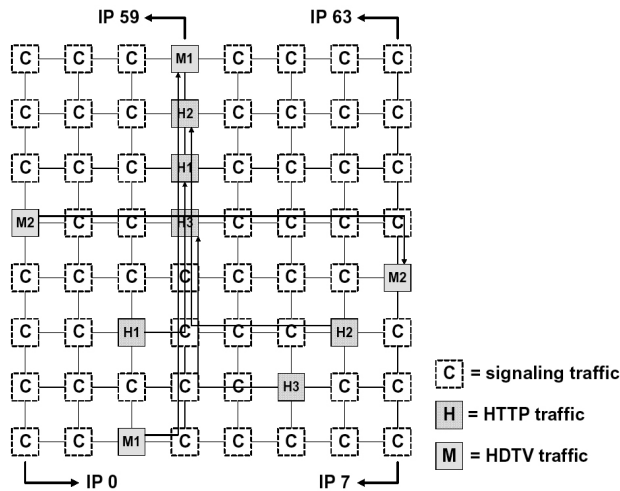 IP 59 IP 63
C C C M1 C C C C
C C C H2 C C C C
C C C H1 C C C C
M2 C C H3 C C C C
C C C C C C C M2
C C H1 C C C H2 C
C C C C C H3 C C
C C M1 C C C C C
IP 0 IP 7
C = signaling traffic
H = HTTP traffic
M = HDTV traffic